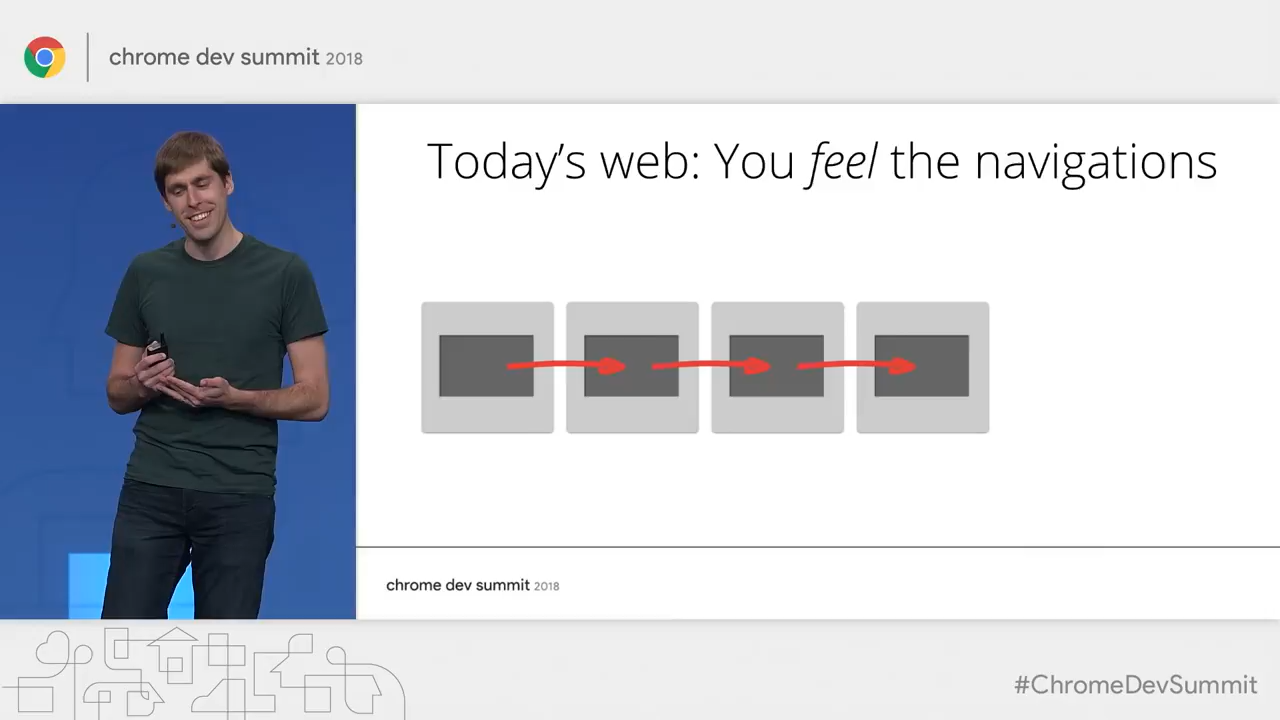 chrome dev summit 2018
Today's web: You feel the navigations
chrome dev summit 2018
#ChromeDevSummit